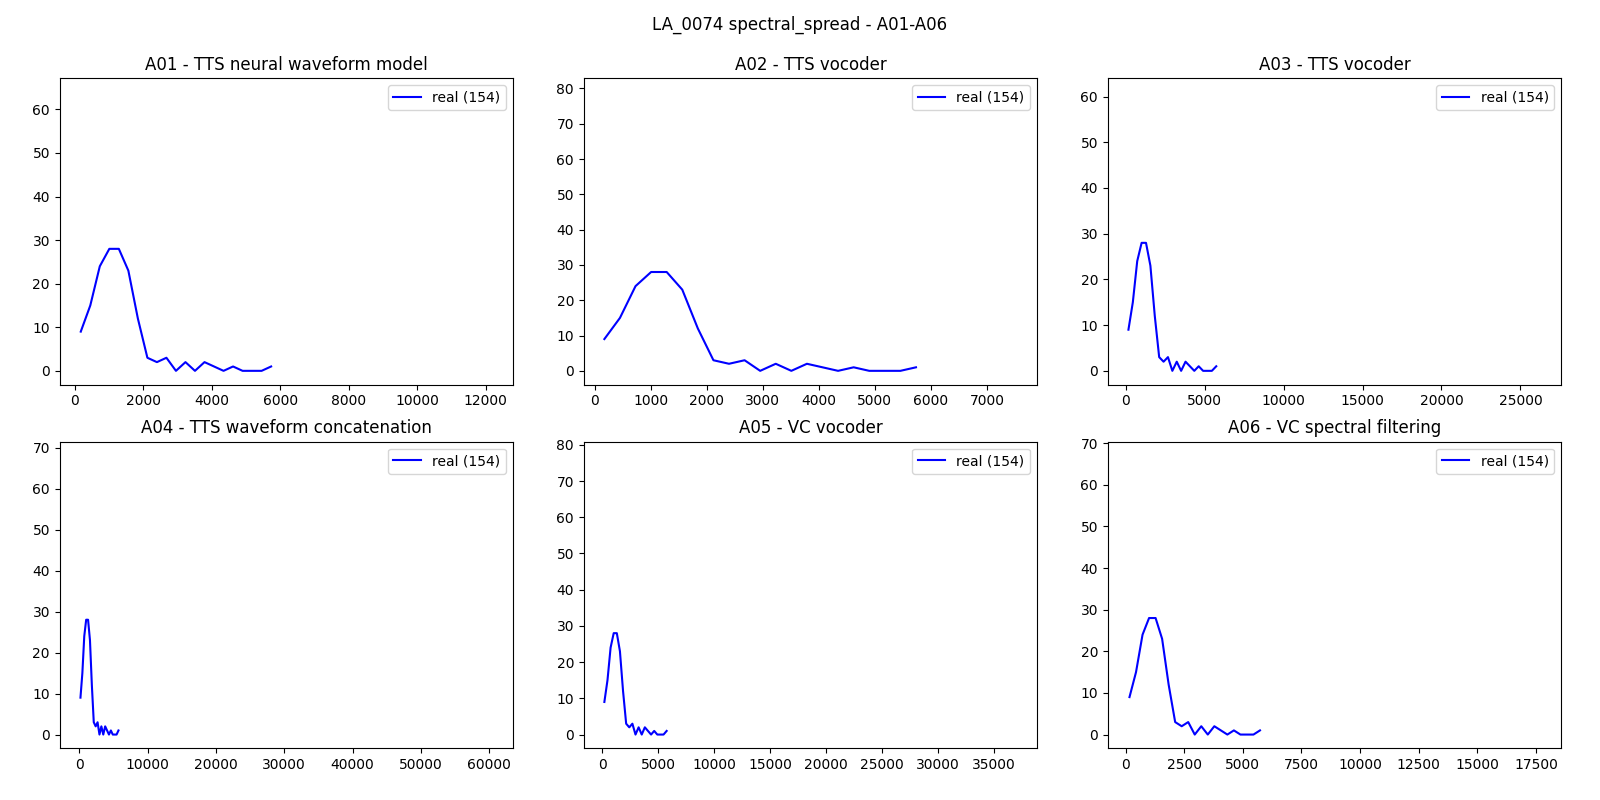 LA_0074 spectral_spread - A01-A06
A01 - TTS neural waveform model
real (154)
60
50
40
30
20
10
0
0 2000 4000 6000 8000 10000 12000
A02 - TTS vocoder
real (154)
80
70
60
50
40
30
20
10
0
0 1000 2000 3000 4000 5000 6000 7000
A03 - TTS vocoder
real (154)
60
50
40
30
20
10
0
0 5000 10000 15000 20000 25000
A04 - TTS waveform concatenation
real (154)
70
60
50
40
30
20
10
0
0 10000 20000 30000 40000 50000 60000
A05 - VC vocoder
real (154)
80
70
60
50
40
30
20
10
0
0 5000 10000 15000 20000 25000 30000 35000
A06 - VC spectral filtering
real (154)
70
60
50
40
30
20
10
0
0 2500 5000 7500 10000 12500 15000 17500